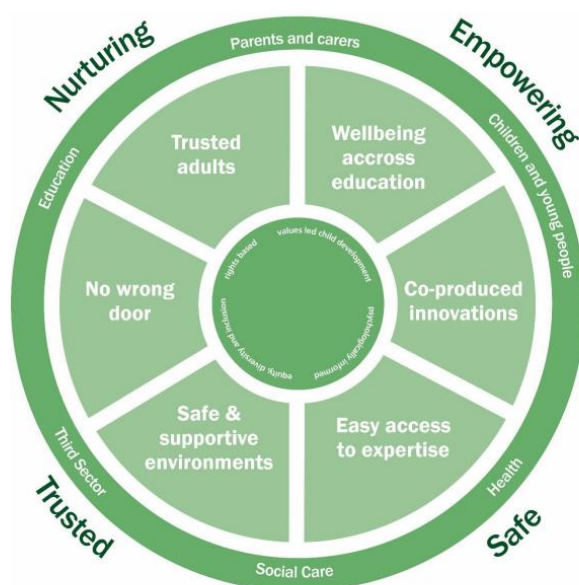 Nurturing
Empowering
Parents and carers
Education
Children and young people
Third Sector
Health
Social Care
Trusted
Safe
Trusted
adults
Wellbeing
accross
education
No wrong
door
Co-produced
innovations
Safe &
supportive
environments
Easy access
to expertise
values led child development
rights based
psychologically informed
equity, diversity and inclusion